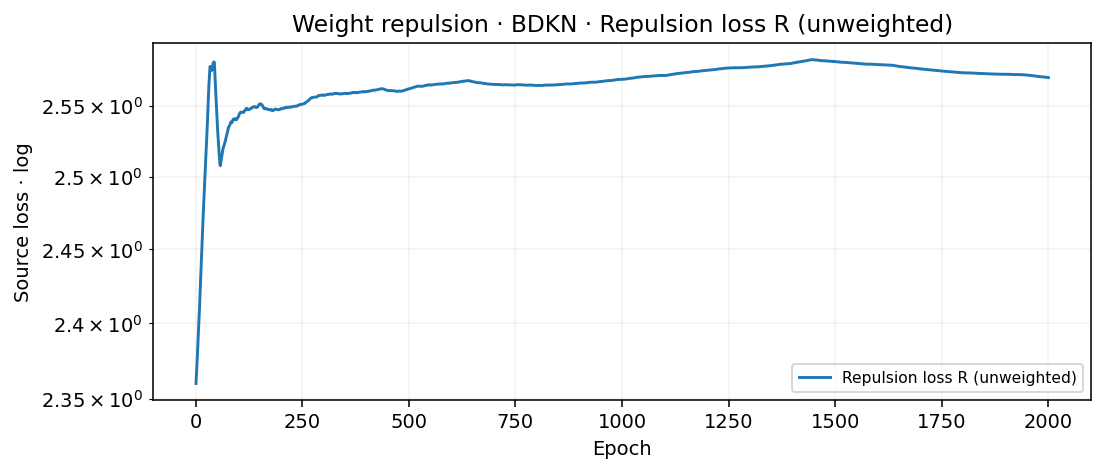 Weight repulsion · BDKN · Repulsion loss R (unweighted)
Source loss · log
2.55 × 10⁰
2.5 × 10⁰
2.45 × 10⁰
2.4 × 10⁰
2.35 × 10⁰
Repulsion loss R (unweighted)
0 250 500 750 1000 1250 1500 1750 2000
Epoch